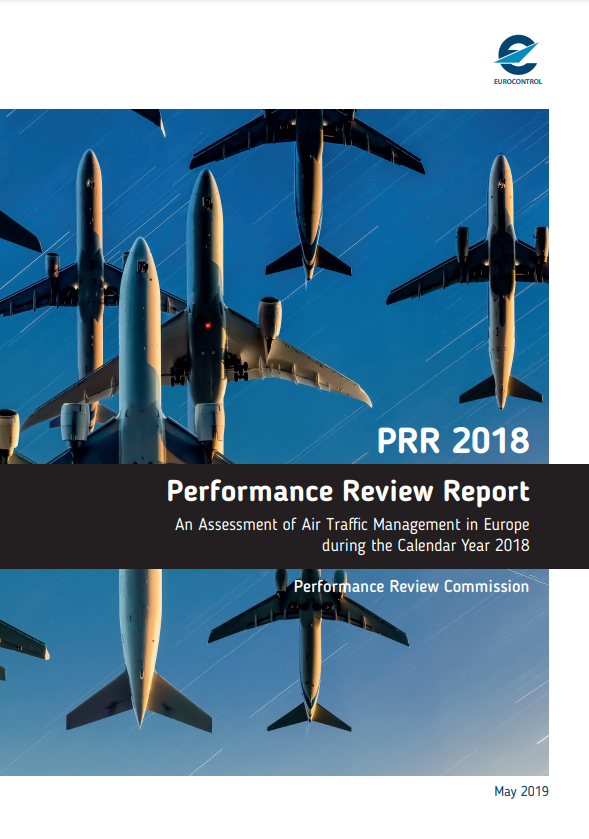 EUROCONTROL
PRR 2018
Performance Review Report
An Assessment of Air Traffic Management in Europe
during the Calendar Year 2018
Performance Review Commission
May 2019